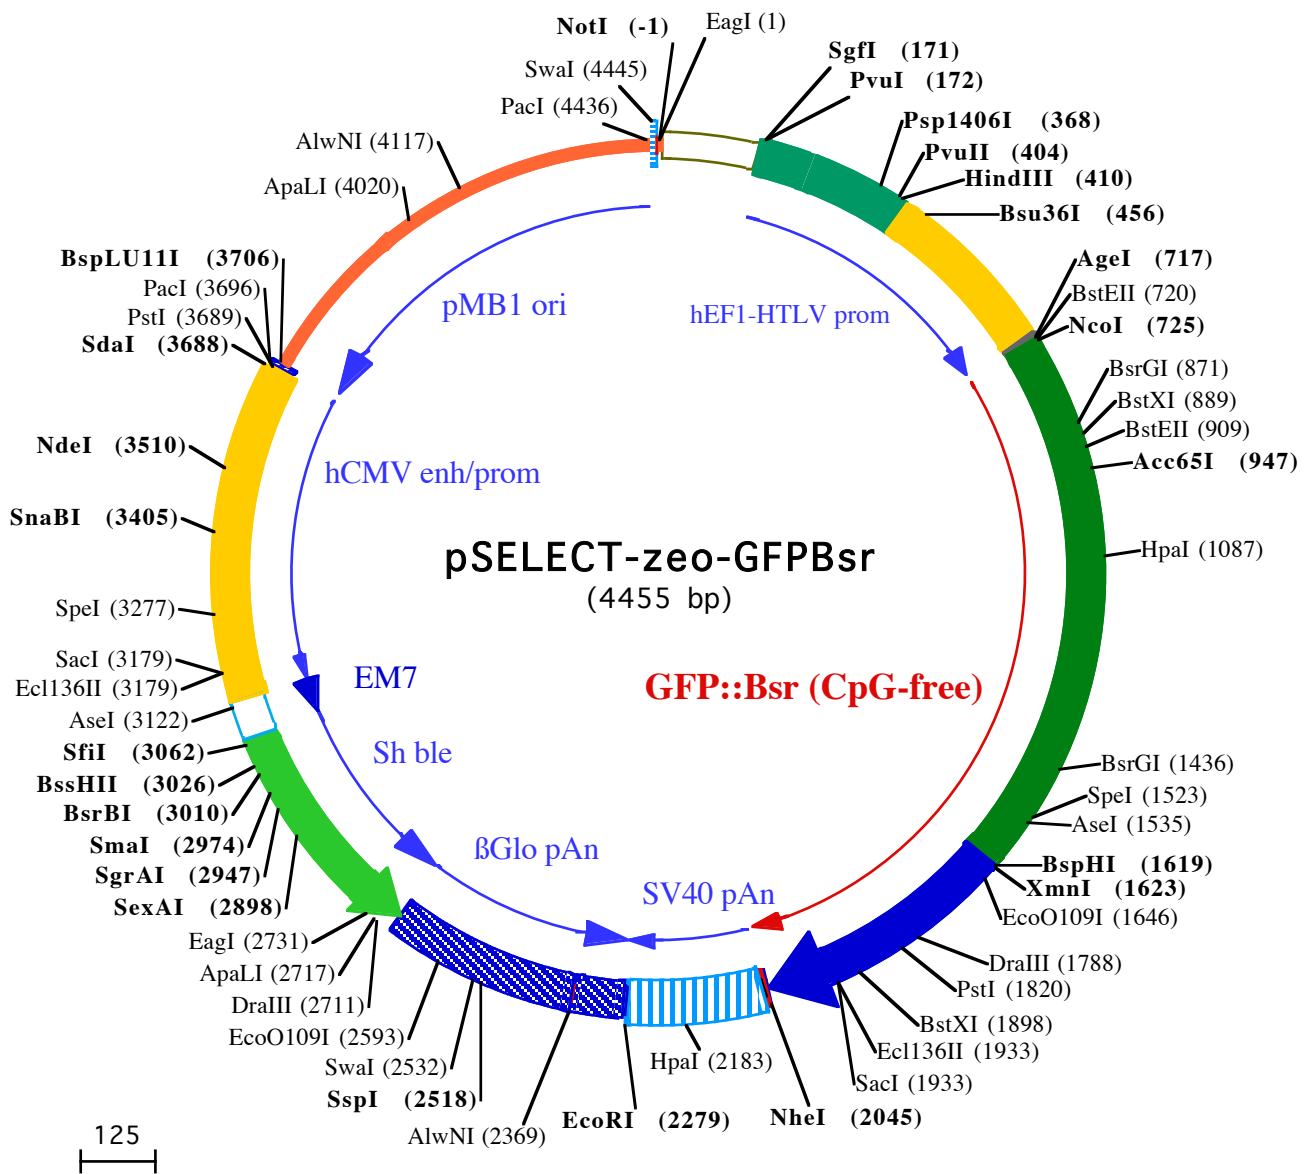 NotI (-1)
EagI (1)
SwaI (4445)
PacI (4436)
SgfI (171)
PvuI (172)
Psp1406I (368)
PvuII (404)
HindIII (410)
Bsu36I (456)
AgeI (717)
BstEII (720)
NcoI (725)
BsrGI (871)
BstXI (889)
BstEII (909)
Acc65I (947)
HpaI (1087)
BsrGI (1436)
SpeI (1523)
AseI (1535)
BspHI (1619)
XmnI (1623)
EcoO109I (1646)
DraIII (1788)
PstI (1820)
BstXI (1898)
Ecl136II (1933)
SacI (1933)
NheI (2045)
HpaI (2183)
EcoRI (2279)
AlwNI (2369)
SspI (2518)
SwaI (2532)
EcoO109I (2593)
DraIII (2711)
ApaLI (2717)
EagI (2731)
SexAI (2898)
SgrAI (2947)
SmaI (2974)
BsrBI (3010)
BssHII (3026)
SfiI (3062)
AseI (3122)
Ecl136II (3179)
SacI (3179)
SpeI (3277)
SnaBI (3405)
NdeI (3510)
SdaI (3688)
PstI (3689)
PacI (3696)
BspLU11I (3706)
ApaLI (4020)
AlwNI (4117)
pMB1 ori
hEF1-HTLV prom
hCMV enh/prom
pSELECT-zeo-GFPBsr
(4455 bp)
EM7
GFP::Bsr (CpG-free)
Sh ble
ßGlo pAn
SV40 pAn
125